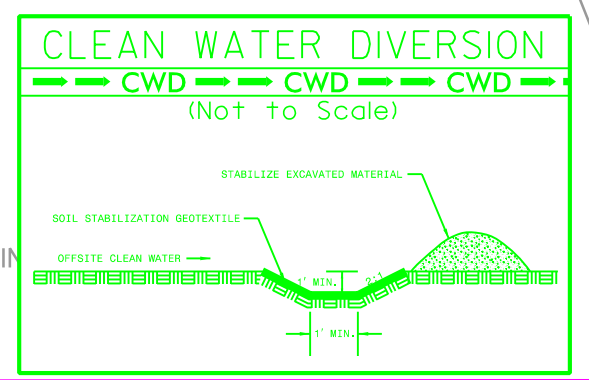 CLEAN WATER DIVERSION
CWD CWD CWD
(Not to Scale)
STABILIZE EXCAVATED MATERIAL
SOIL STABILIZATION GEOTEXTILE
OFFSITE CLEAN WATER
IN
1' MIN. 2:1
1' MIN.